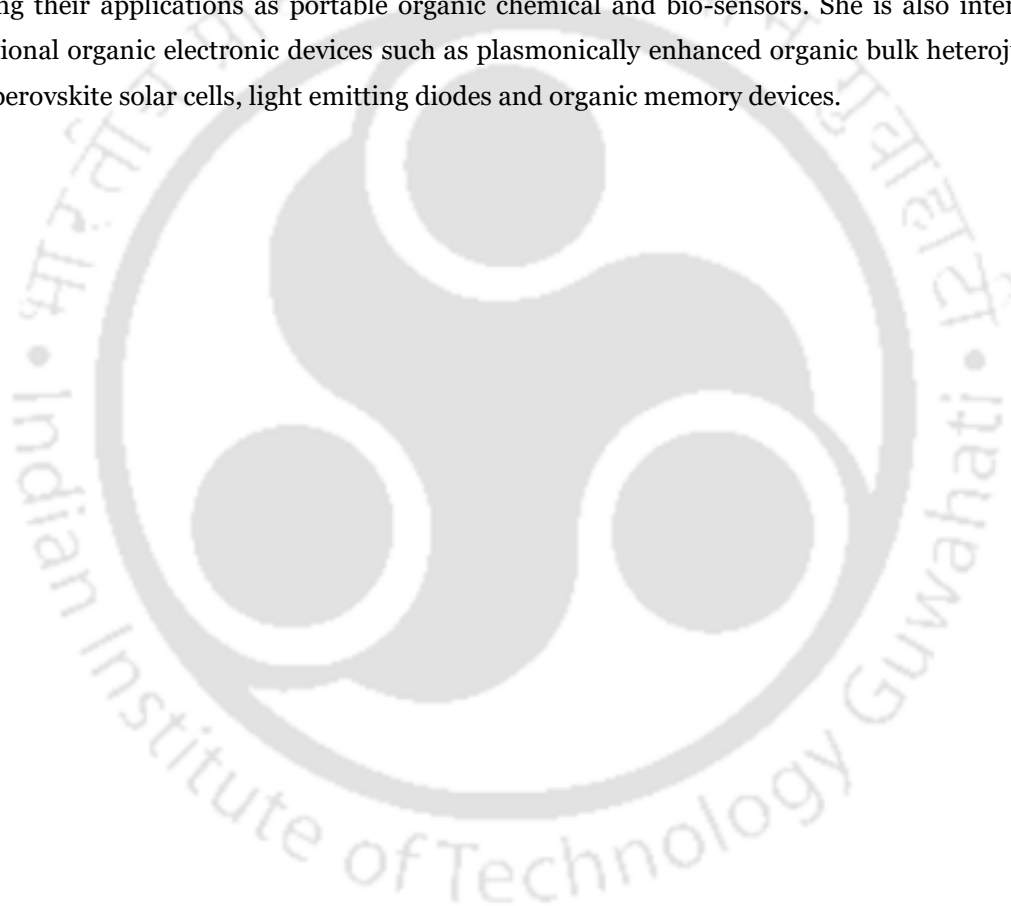 ng their applications as portable organic chemical and bio-sensors. She is also inter
ional organic electronic devices such as plasmonically enhanced organic bulk heteroj
perovskite solar cells, light emitting diodes and organic memory devices.
गुवाहाटी
Indian Institute of Technology Guwahati